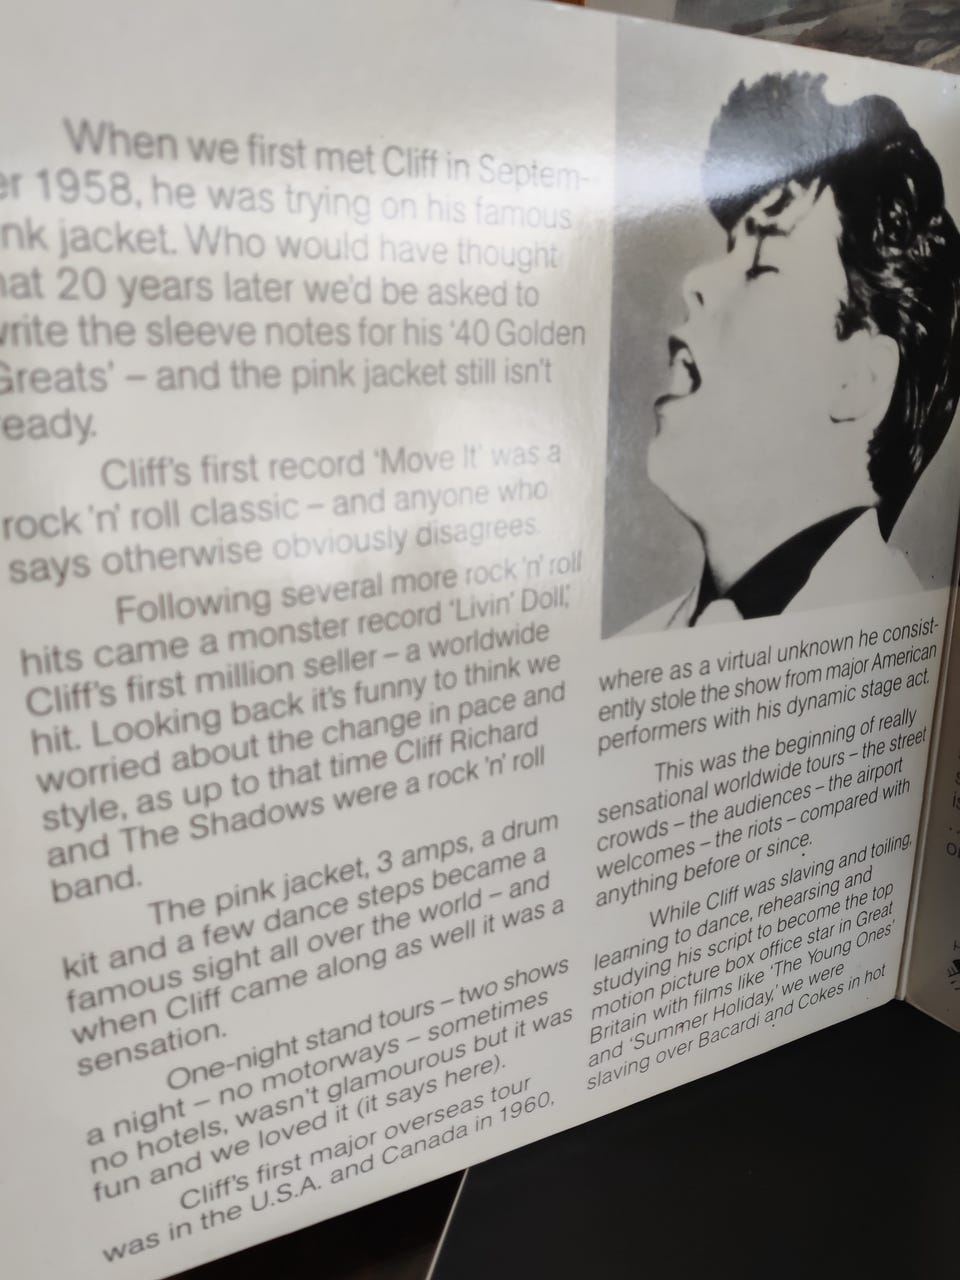 When we first met Cliff in Septem-
er 1958, he was trying on his famous
nk jacket. Who would have thought
hat 20 years later we'd be asked to
write the sleeve notes for his '40 Golden
Greats' – and the pink jacket still isn't
eady.
Cliff's first record 'Move It' was a
rock 'n' roll classic – and anyone who
says otherwise obviously disagrees.
Following several more rock 'n' roll
hits came a monster record 'Livin' Doll,'
Cliff's first million seller – a worldwide
hit. Looking back it's funny to think we
worried about the change in pace and
style, as up to that time Cliff Richard
and The Shadows were a rock 'n' roll
band.
The pink jacket, 3 amps, a drum
kit and a few dance steps became a
famous sight all over the world – and
when Cliff came along as well it was a
sensation.
One-night stand tours – two shows
a night – no motorways – sometimes
no hotels, wasn't glamourous but it was
fun and we loved it (it says here).
Cliff's first major overseas tour
was in the U.S.A. and Canada in 1960,
where as a virtual unknown he consist-
ently stole the show from major American
performers with his dynamic stage act.
This was the beginning of really
sensational worldwide tours – the street
crowds – the audiences – the airport
welcomes – the riots – compared with
anything before or since.
While Cliff was slaving and toiling,
learning to dance, rehearsing and
studying his script to become the top
motion picture box office star in Great
Britain with films like 'The Young Ones'
and 'Summer Holiday,' we were
slaving over Bacardi and Cokes in hot